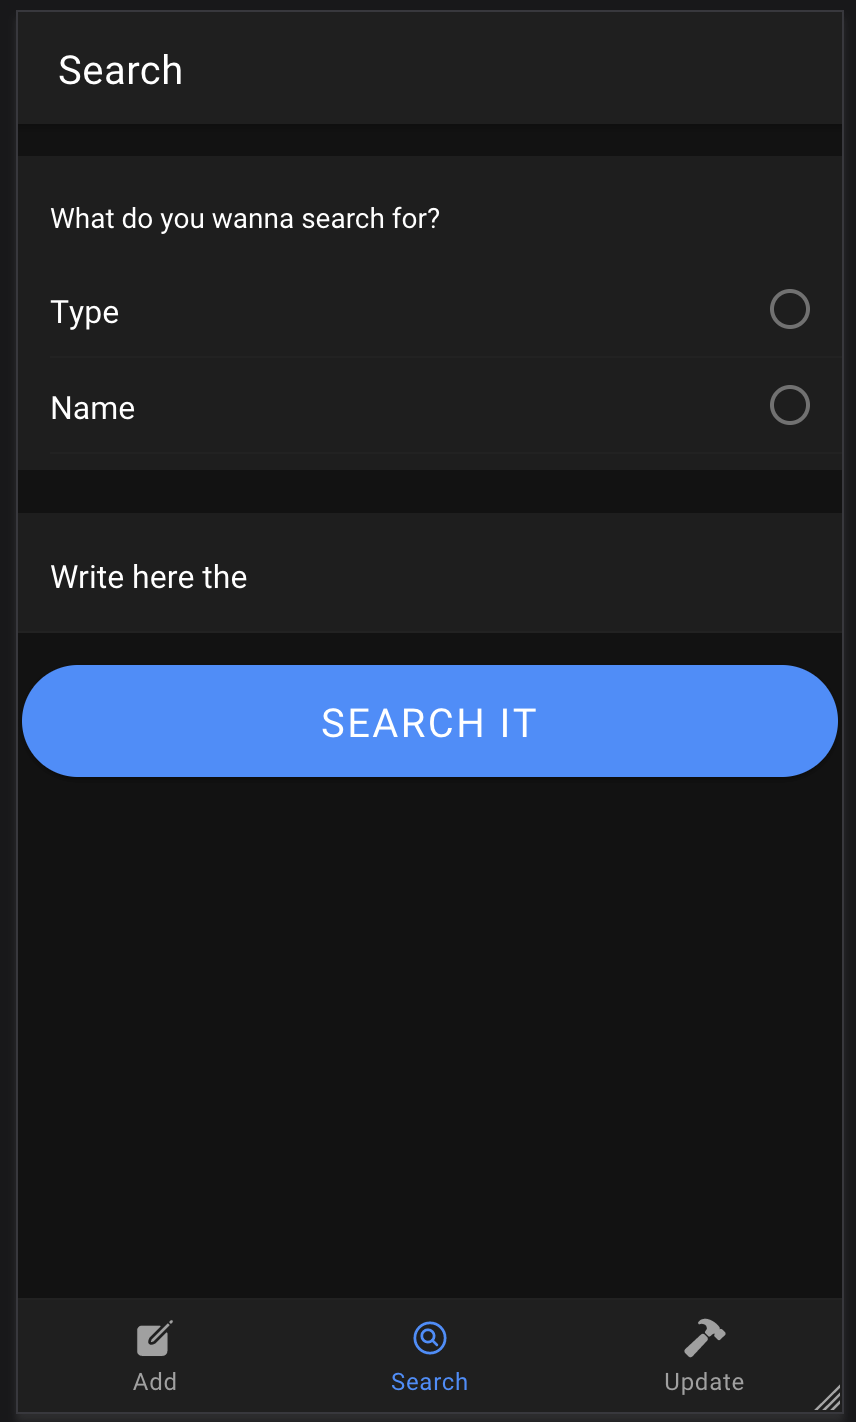 Search
What do you wanna search for?
Type
Name
Write here the
SEARCH IT
Add
Search
Update